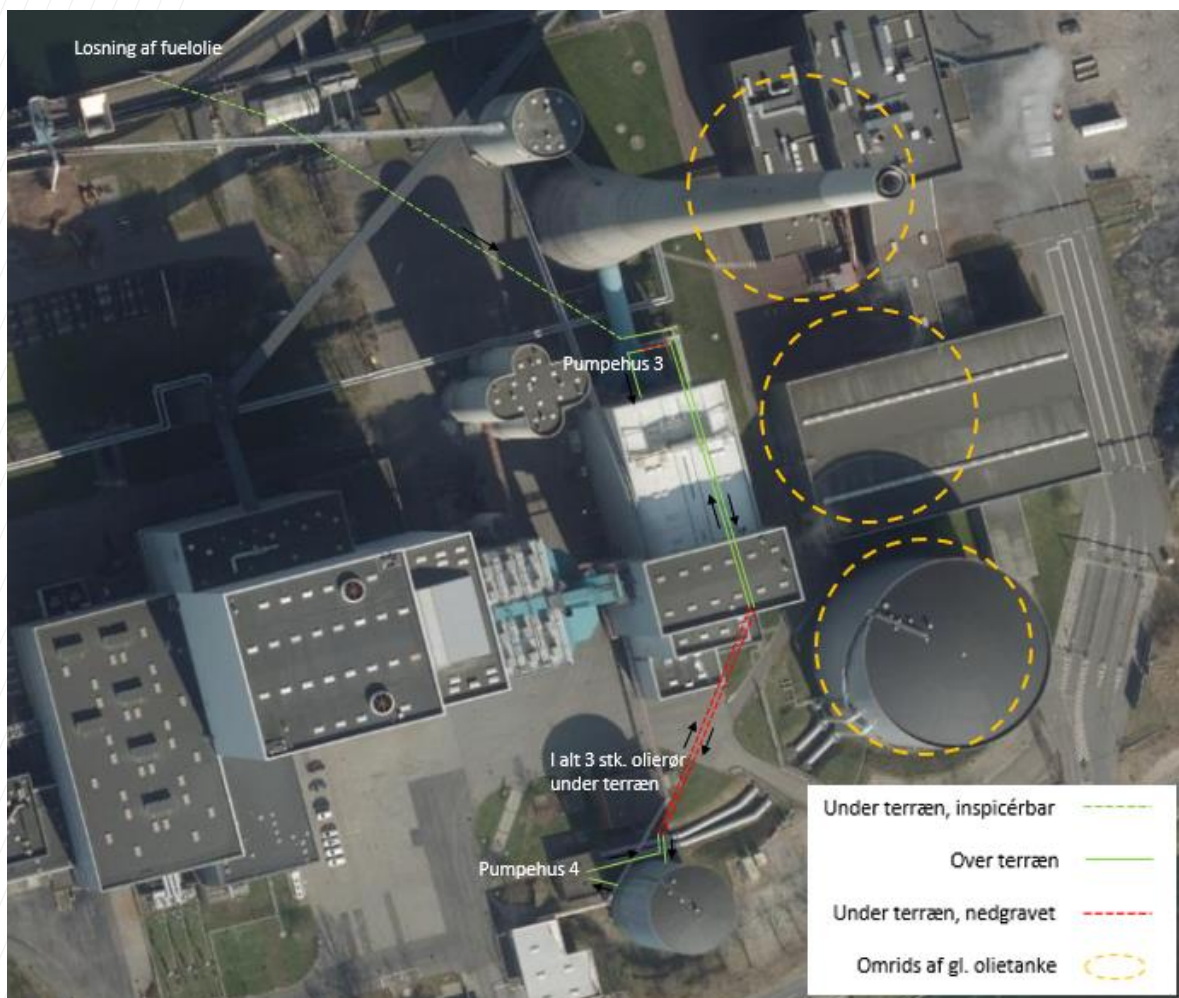 Losning af fuelolie
Pumpehus 3
I alt 3 stk. olierør
under terræn
Pumpehus 4
Under terræn, inspicérbar
Over terræn
Under terræn, nedgravet
Omrids af gl. olietanke